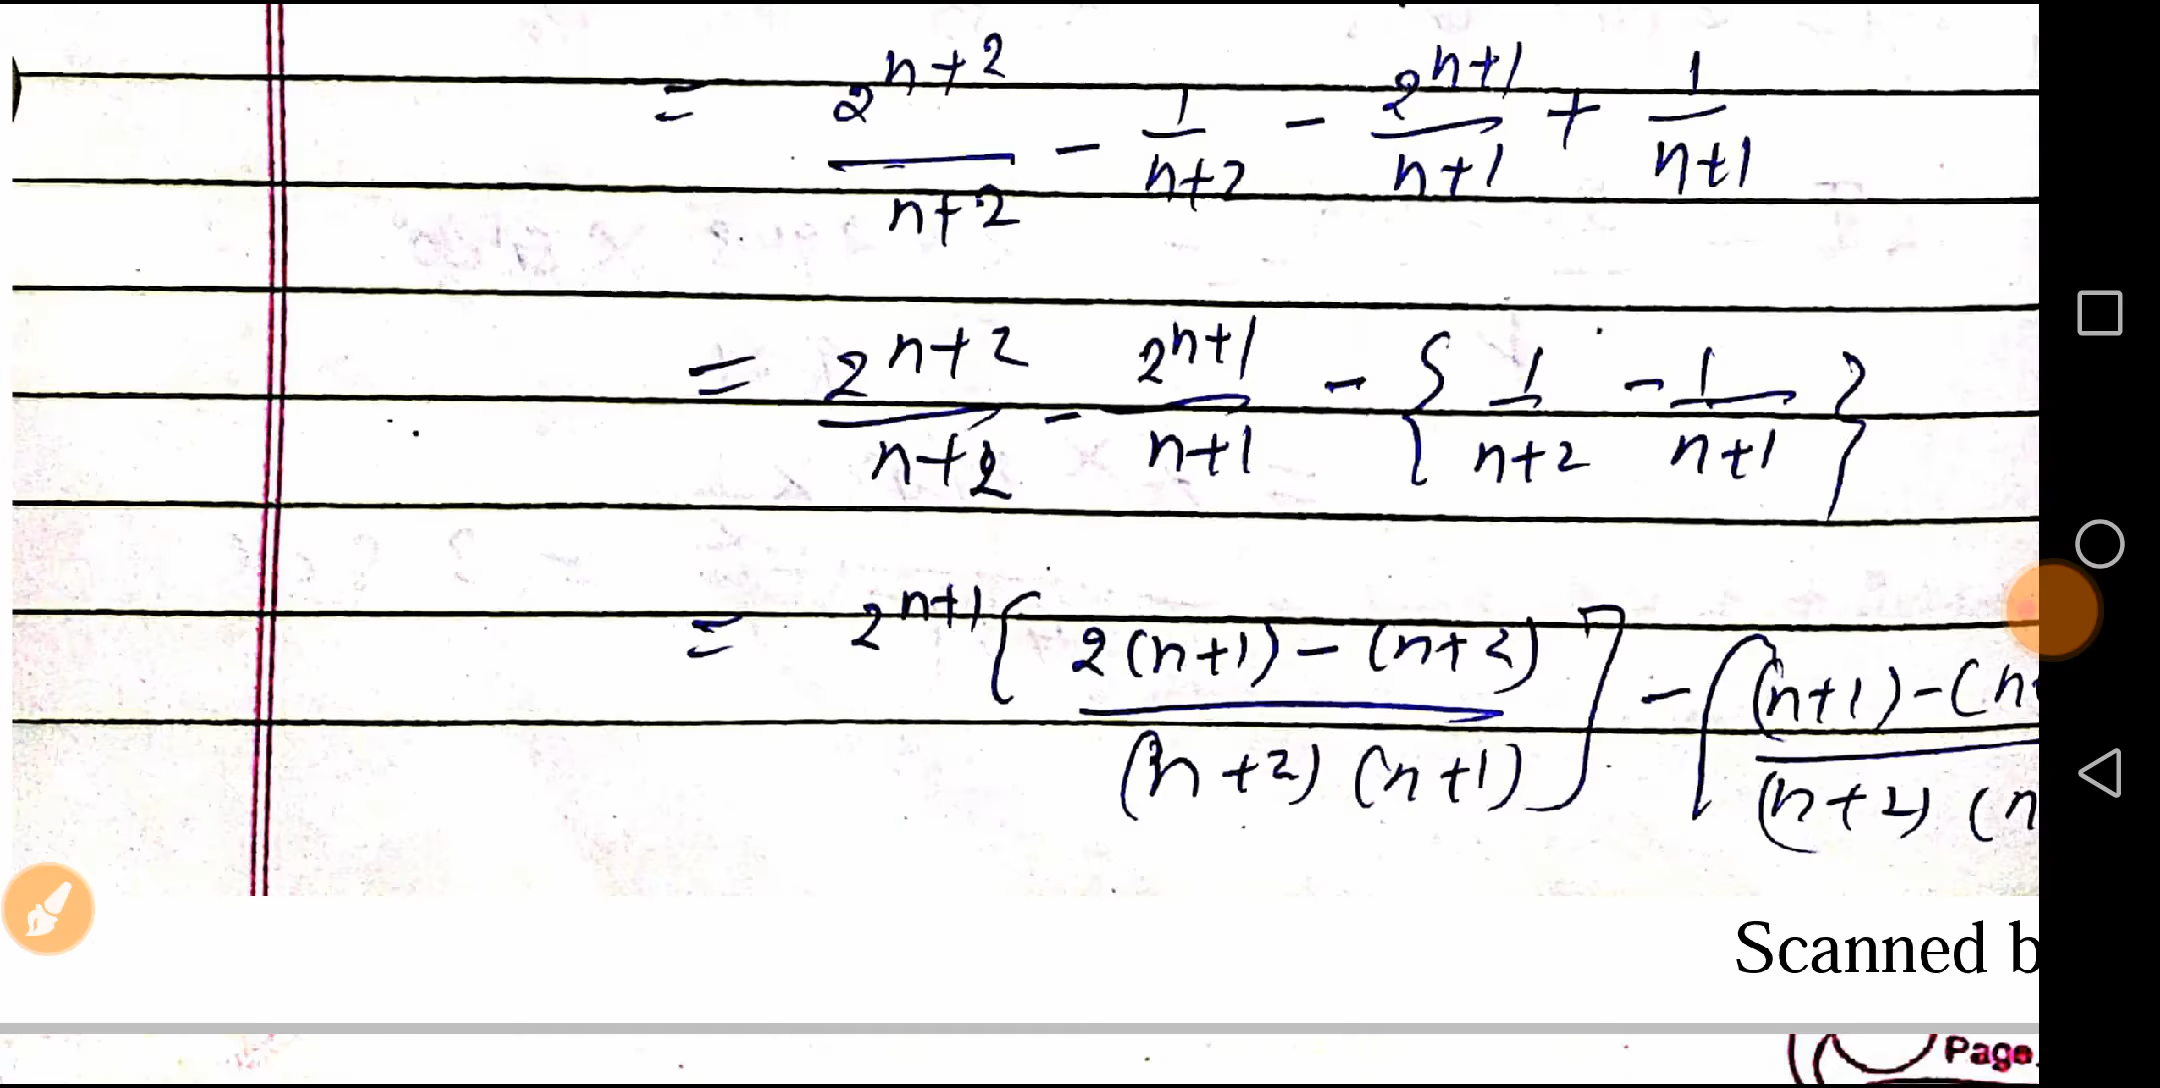 = 2^{n+2}/(n+2) - 1/(n+2) - 2^{n+1}/(n+1) + 1/(n+1)
= 2^{n+2}/(n+2) - 2^{n+1}/(n+1) - { 1/(n+2) - 1/(n+1) }
= 2^{n+1} [ (2(n+1) - (n+2)) / ((n+2)(n+1)) ] - [ ((n+1) - (n+ / ((n+2)(n
Scanned b
Page